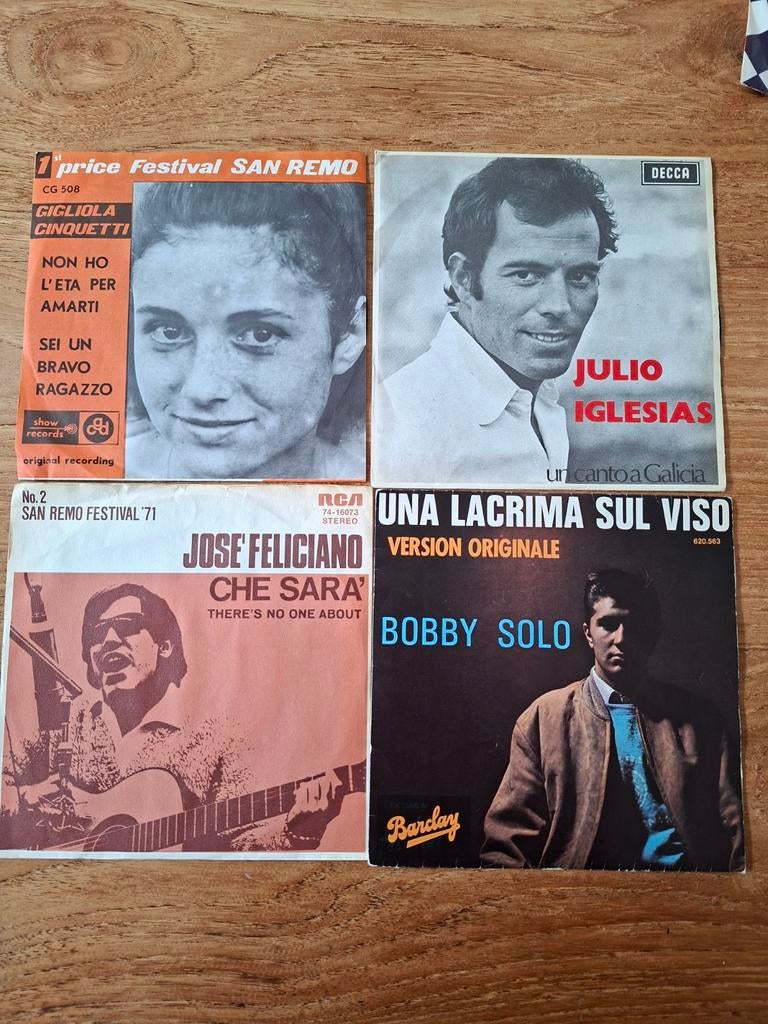 1st price Festival SAN REMO
CG 508
GIGLIOLA
CINQUETTI
NON HO
L'ETA PER
AMARTI
SEI UN
BRAVO
RAGAZZO
show
records
original recording
DECCA
JULIO
IGLESIAS
un canto a Galicia
No. 2
SAN REMO FESTIVAL '71
RCA
74-16073
STEREO
JOSE' FELICIANO
CHE SARA'
THERE'S NO ONE ABOUT
UNA LACRIMA SUL VISO
VERSION ORIGINALE
620.563
BOBBY SOLO
Barclay